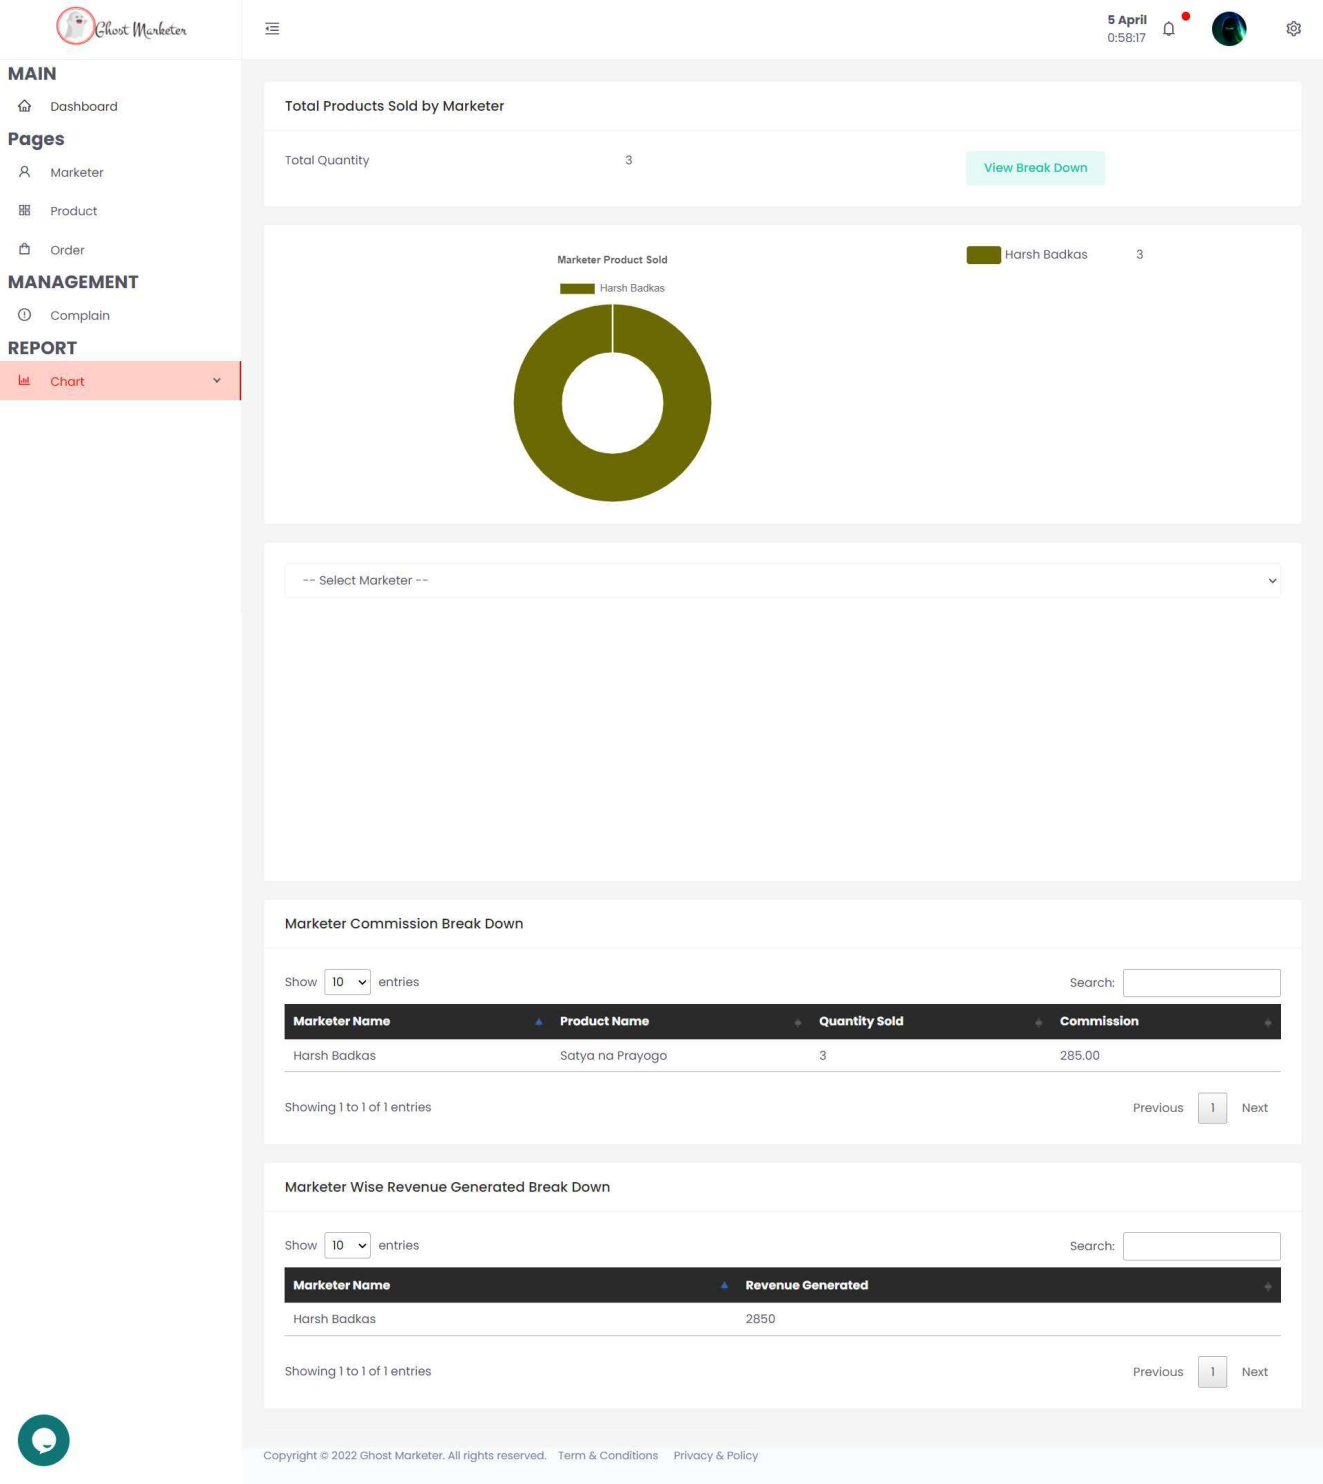 Ghost Marketer
5 April
0:58:17
MAIN
Dashboard
Pages
Marketer
Product
Order
MANAGEMENT
Complain
REPORT
Chart
Total Products Sold by Marketer
Total Quantity 3 View Break Down
Marketer Product Sold
Harsh Badkas
Harsh Badkas 3
-- Select Marketer --
Marketer Commission Break Down
Show 10 entries Search:
Marketer Name Product Name Quantity Sold Commission
Harsh Badkas Satya na Prayogo 3 285.00
Showing 1 to 1 of 1 entries Previous 1 Next
Marketer Wise Revenue Generated Break Down
Show 10 entries Search:
Marketer Name Revenue Generated
Harsh Badkas 2850
Showing 1 to 1 of 1 entries Previous 1 Next
Copyright © 2022 Ghost Marketer. All rights reserved. Term & Conditions Privacy & Policy